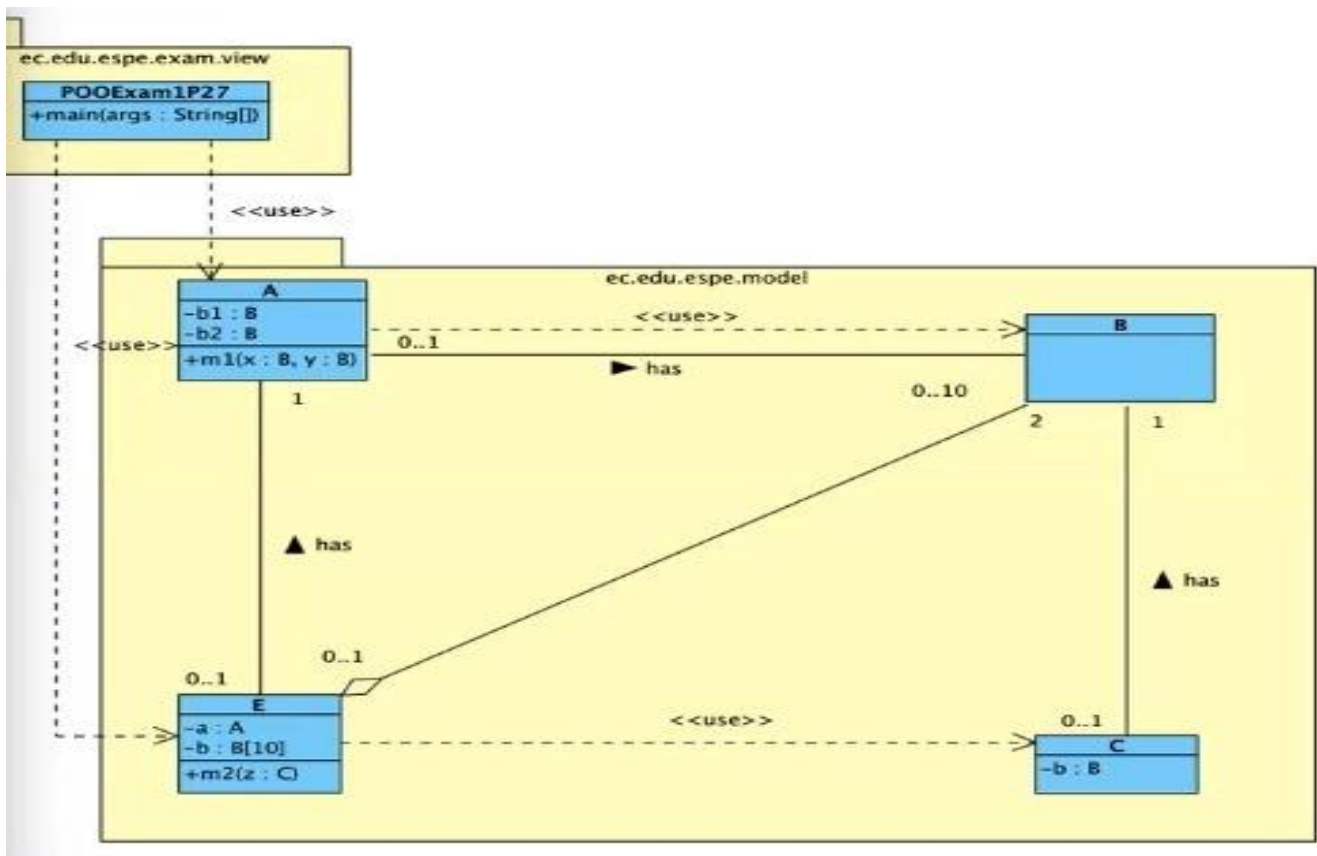 ec.edu.espe.exam.view
POOExam1P27
+main(args : String[])
<<use>>
ec.edu.espe.model
A
-b1 : B
-b2 : B
+m1(x : B, y : B)
<<use>>
<<use>>
B
0..1
has
1
0..10
2
1
has
has
0..1
0..1
E
-a : A
-b : B[10]
+m2(z : C)
<<use>>
0..1
C
-b : B